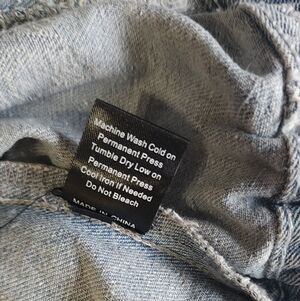 Machine Wash Cold on
Permanent Press
Tumble Dry Low on
Permanent Press
Cool Iron If Needed
Do Not Bleach
MADE IN CHINA